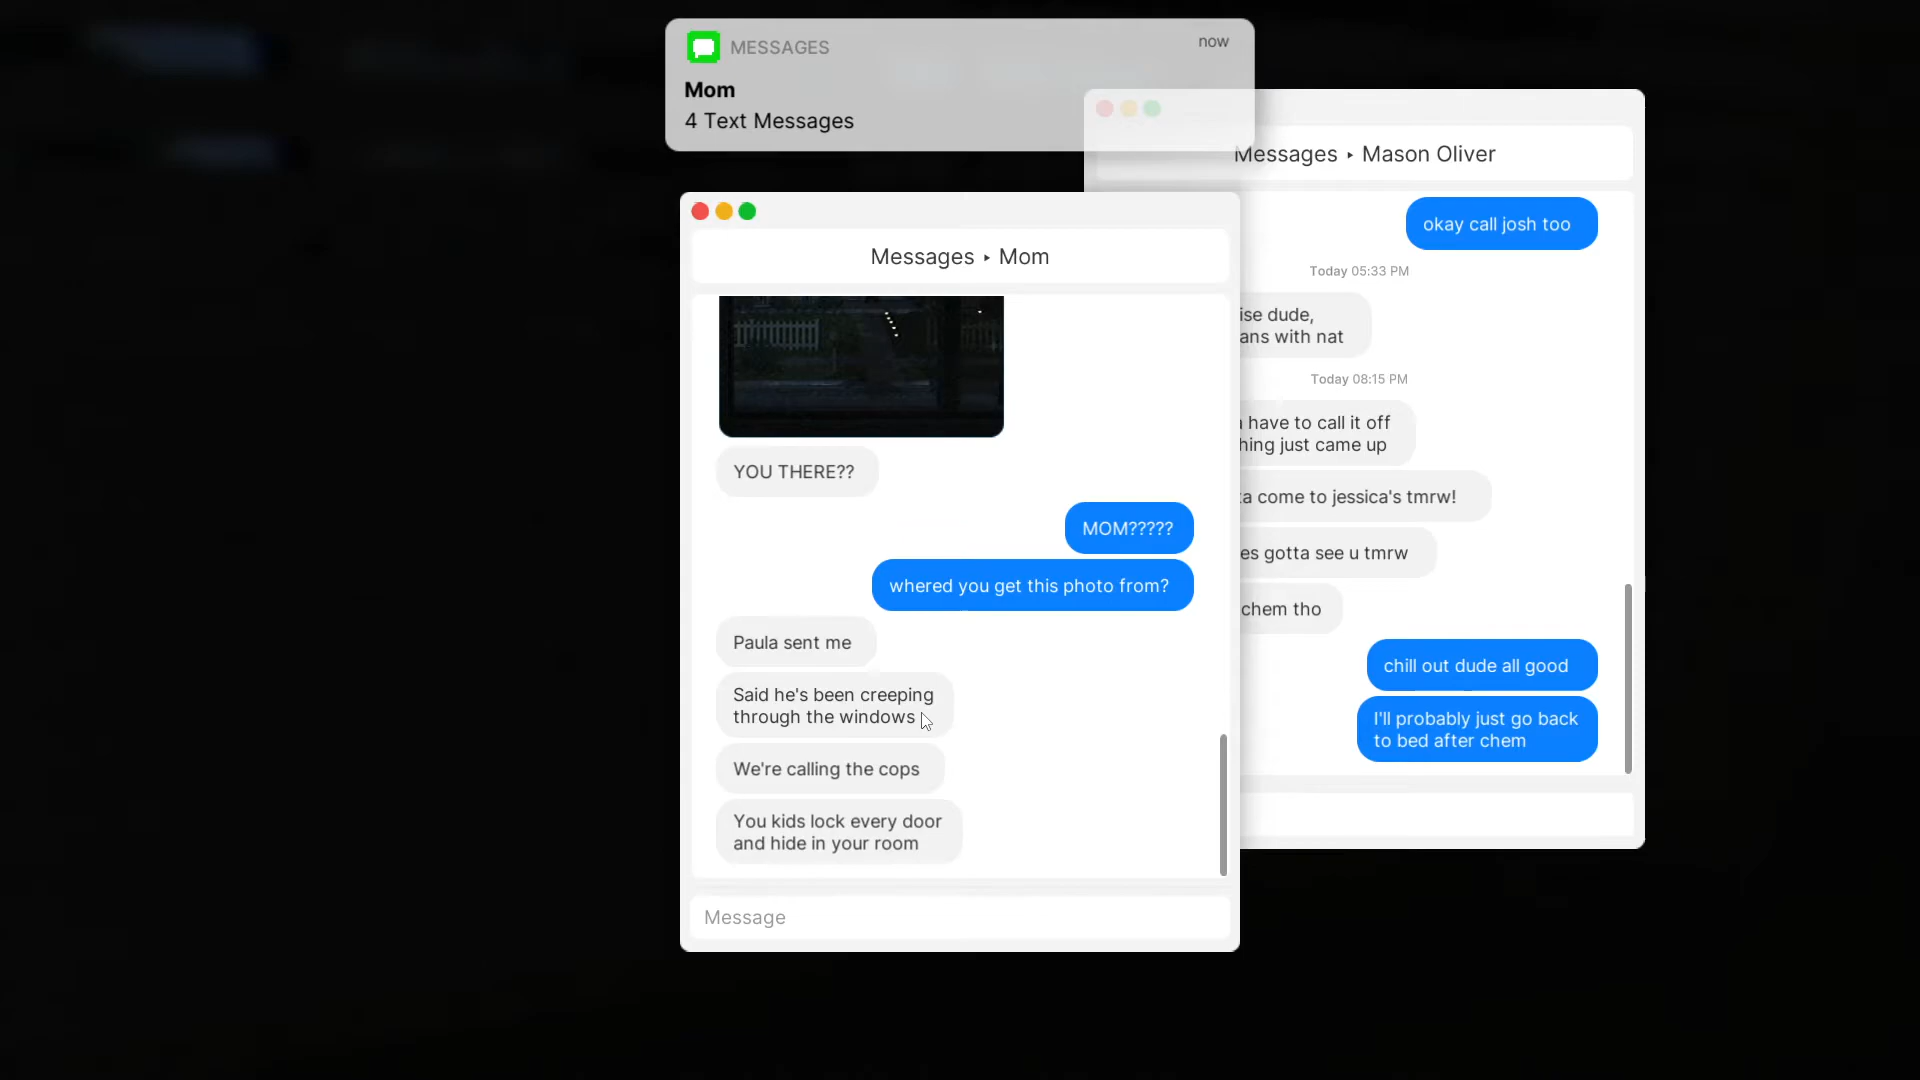 MESSAGES
now
Mom
4 Text Messages
Messages ‣ Mason Oliver
okay call josh too
Today 05:33 PM
dude,
with nat
Today 08:15 PM
have to call it off
just came up
come to jessica's tmrw!
gotta see u tmrw
chem tho
chill out dude all good
I'll probably just go back
to bed after chem
Messages ‣ Mom
YOU THERE??
MOM?????
whered you get this photo from?
Paula sent me
Said he's been creeping
through the windows
We're calling the cops
You kids lock every door
and hide in your room
Message